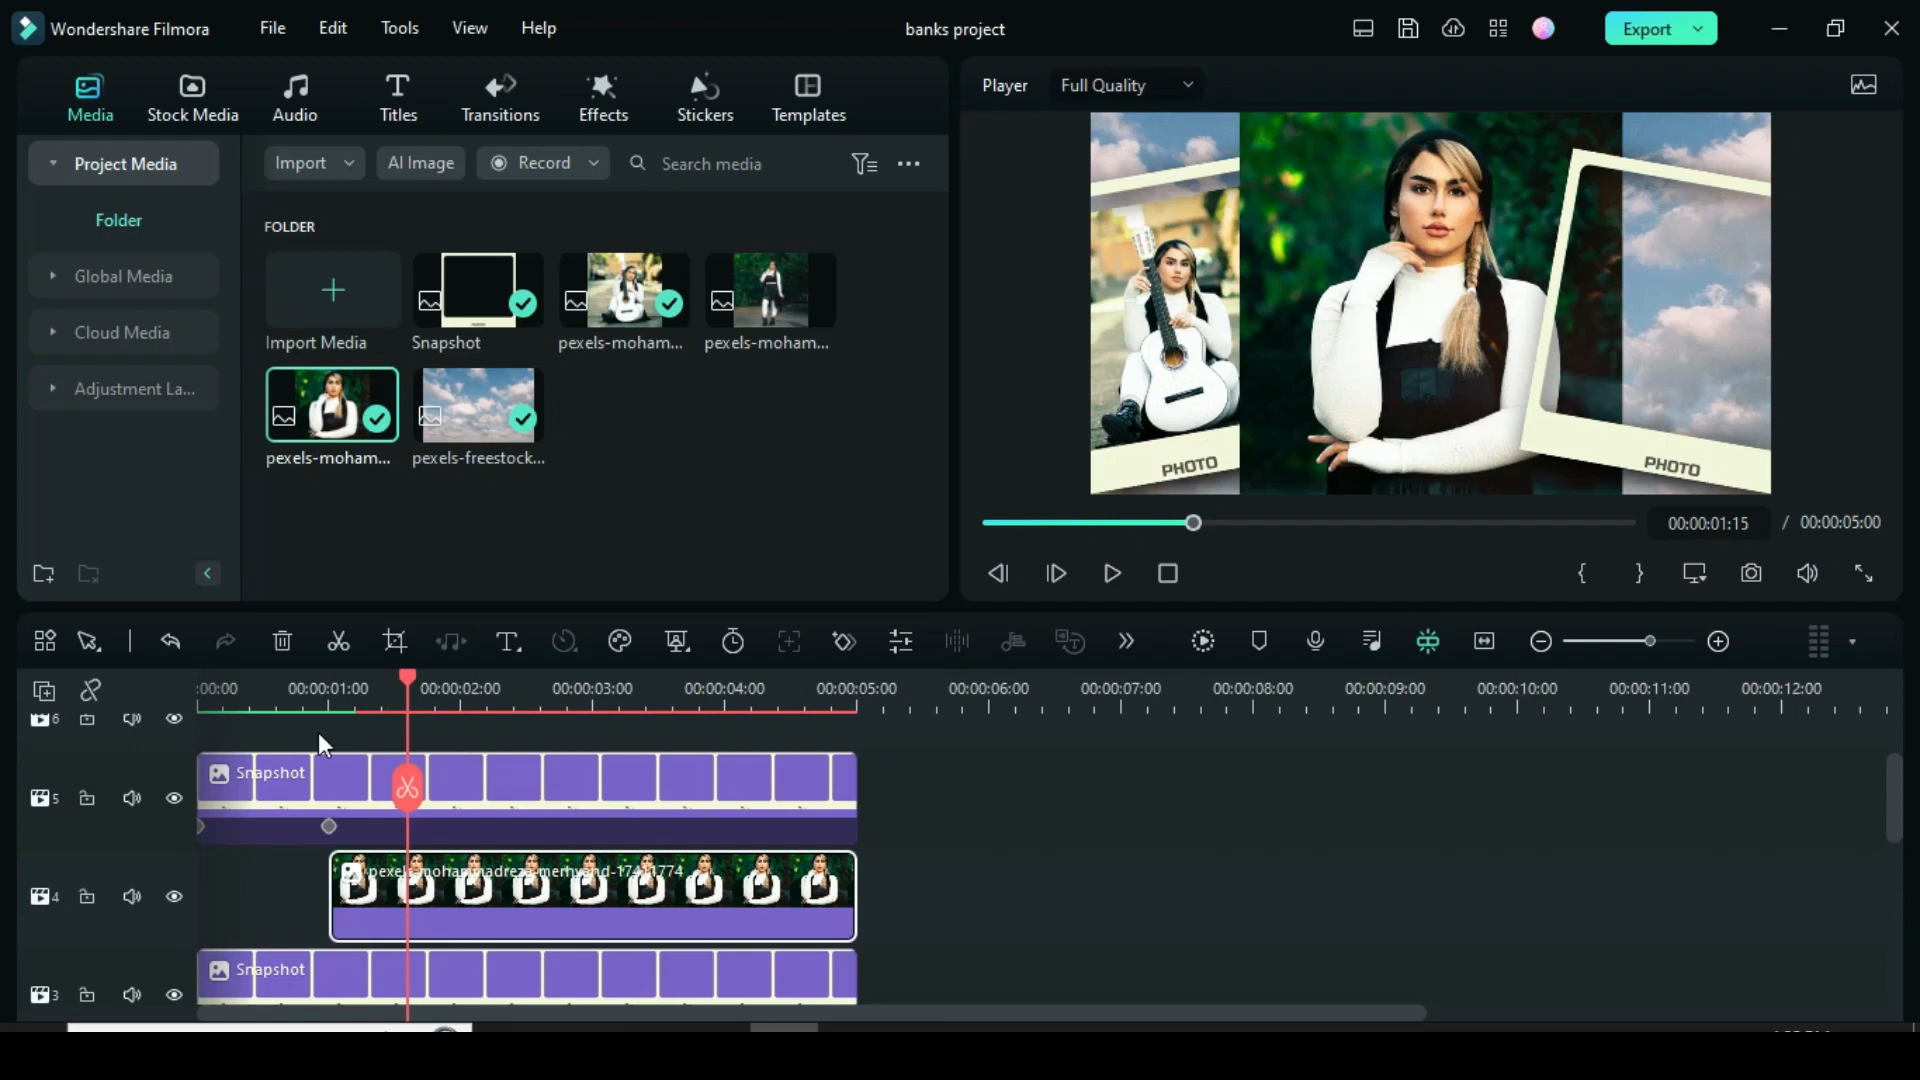 Wondershare Filmora
File
Edit
Tools
View
Help
banks project
Export
Media
Stock Media
Audio
Titles
Transitions
Effects
Stickers
Templates
Player
Full Quality
Project Media
Import
AI Image
Record
Search media
Folder
FOLDER
Global Media
Cloud Media
Adjustment La...
Import Media
Snapshot
pexels-moham...
pexels-moham...
pexels-moham...
pexels-freestock...
PHOTO
PHOTO
PHOTO
00:00:01:15 / 00:00:05:00
:00:00
00:00:01:00
00:00:02:00
00:00:03:00
00:00:04:00
00:00:05:00
00:00:06:00
00:00:07:00
00:00:08:00
00:00:09:00
00:00:10:00
00:00:11:00
00:00:12:00
6
5
Snapshot
4
3
Snapshot